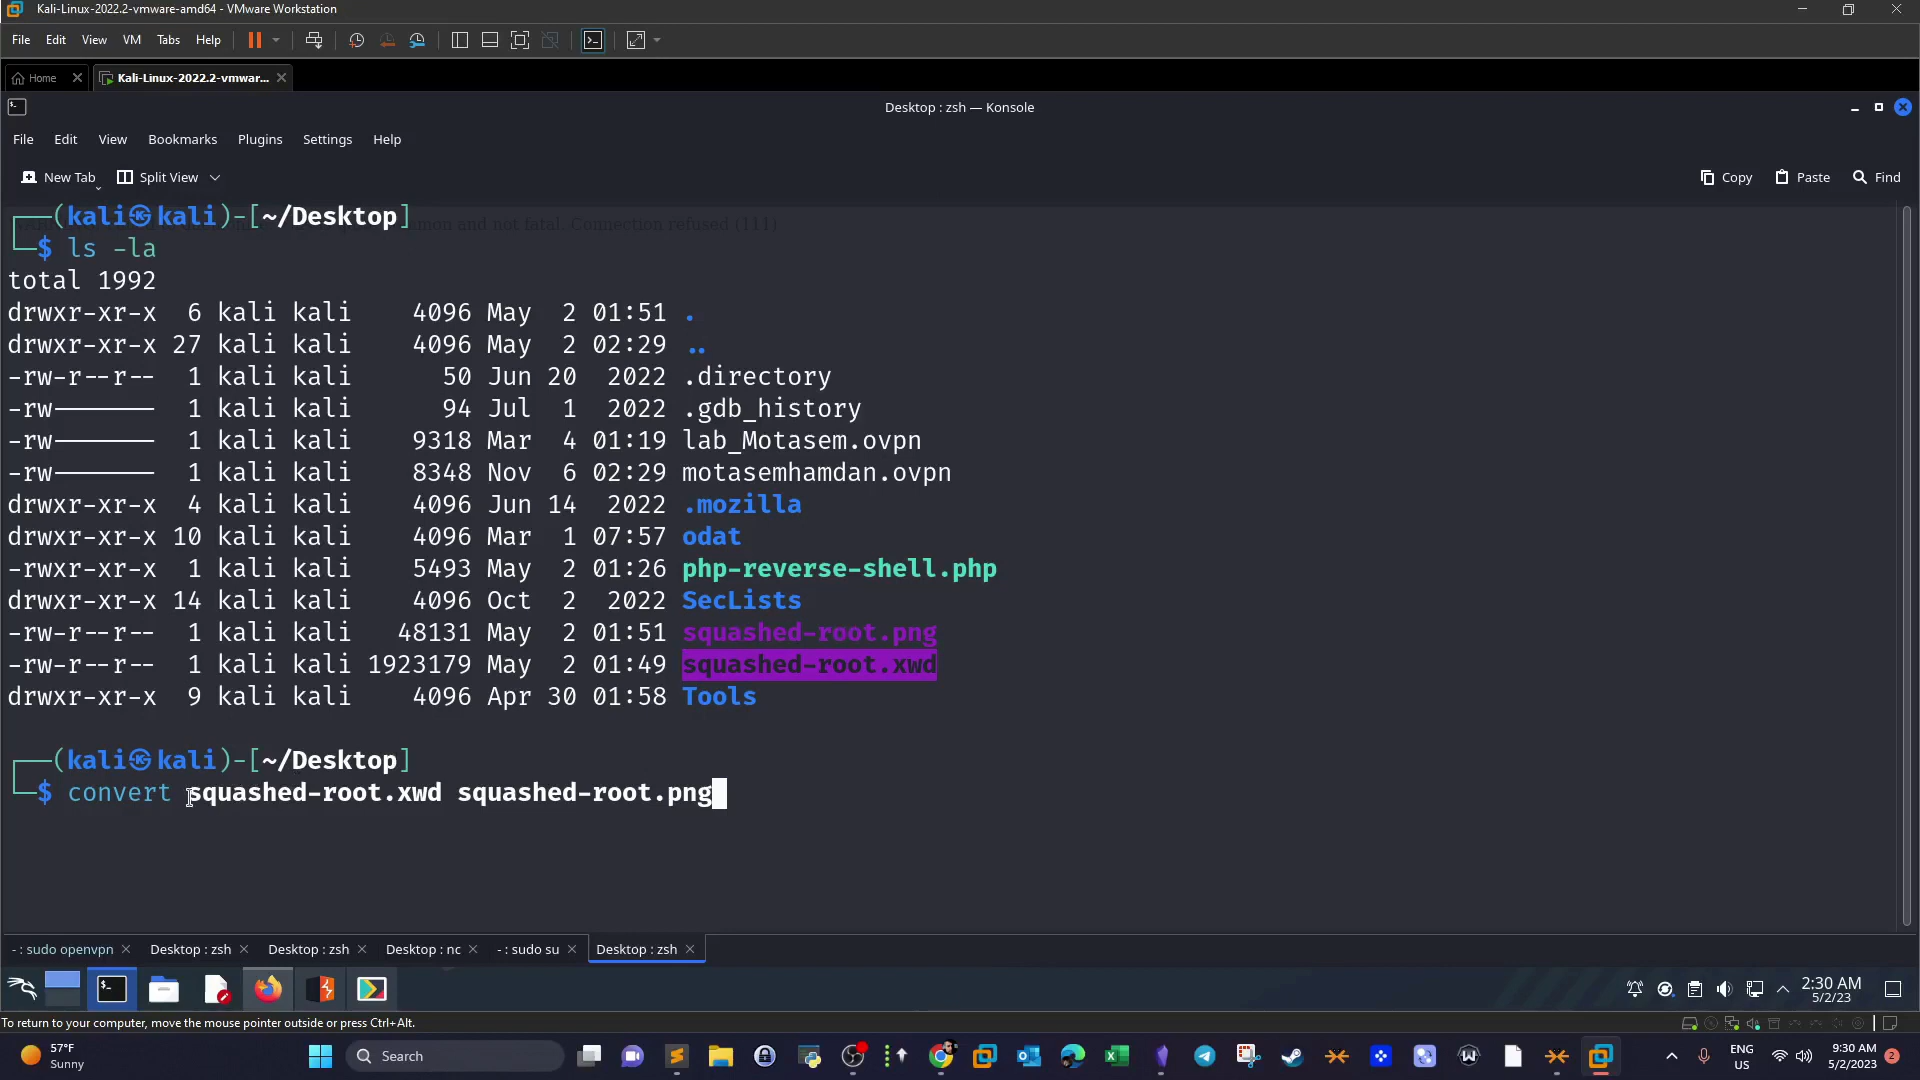 Kali-Linux-2022.2-vmware-amd64 - VMware Workstation
File Edit View VM Tabs Help
Home Kali-Linux-2022.2-vmwar...
Desktop : zsh — Konsole
File Edit View Bookmarks Plugins Settings Help
New Tab Split View Copy Paste Find
and not fatal. Connection refused (111)
(kali㉿kali)-[~/Desktop]
$ ls -la
total 1992
drwxr-xr-x 6 kali kali 4096 May 2 01:51 .
drwxr-xr-x 27 kali kali 4096 May 2 02:29 ..
-rw-r--r-- 1 kali kali 50 Jun 20 2022 .directory
-rw------- 1 kali kali 94 Jul 1 2022 .gdb_history
-rw------- 1 kali kali 9318 Mar 4 01:19 lab_Motasem.ovpn
-rw------- 1 kali kali 8348 Nov 6 02:29 motasemhamdan.ovpn
drwxr-xr-x 4 kali kali 4096 Jun 14 2022 .mozilla
drwxr-xr-x 10 kali kali 4096 Mar 1 07:57 odat
-rwxr-xr-x 1 kali kali 5493 May 2 01:26 php-reverse-shell.php
drwxr-xr-x 14 kali kali 4096 Oct 2 2022 SecLists
-rw-r--r-- 1 kali kali 48131 May 2 01:51 squashed-root.png
-rw-r--r-- 1 kali kali 1923179 May 2 01:49 squashed-root.xwd
drwxr-xr-x 9 kali kali 4096 Apr 30 01:58 Tools
(kali㉿kali)-[~/Desktop]
$ convert squashed-root.xwd squashed-root.png
- : sudo openvpn Desktop : zsh Desktop : zsh Desktop : nc - : sudo su Desktop : zsh
2:30 AM
5/2/23
To return to your computer, move the mouse pointer outside or press Ctrl+Alt.
57°F
Sunny
Search
ENG
US
9:30 AM
5/2/2023
2